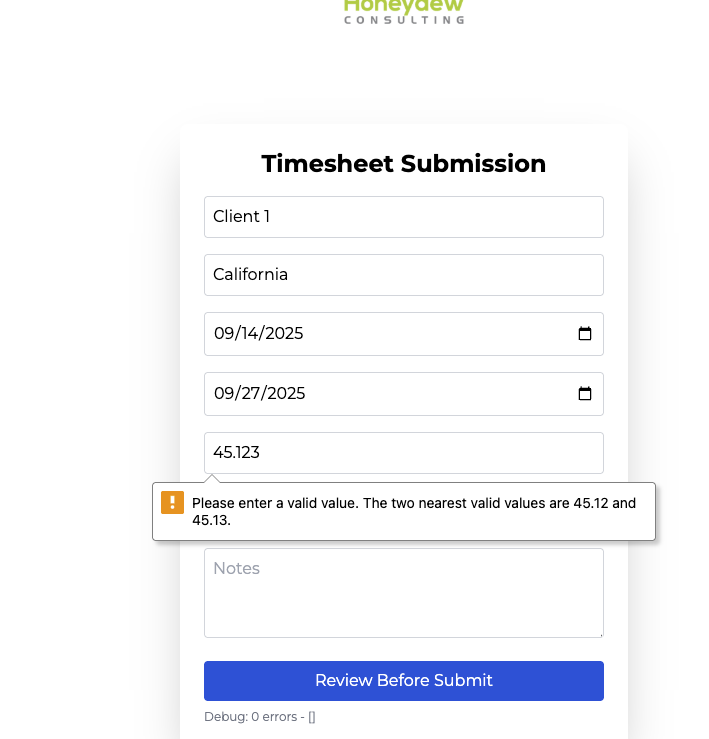 Honeydew
CONSULTING
Timesheet Submission
Client 1
California
09/14/2025
09/27/2025
45.123
Please enter a valid value. The two nearest valid values are 45.12 and
45.13.
Notes
Review Before Submit
Debug: 0 errors - []